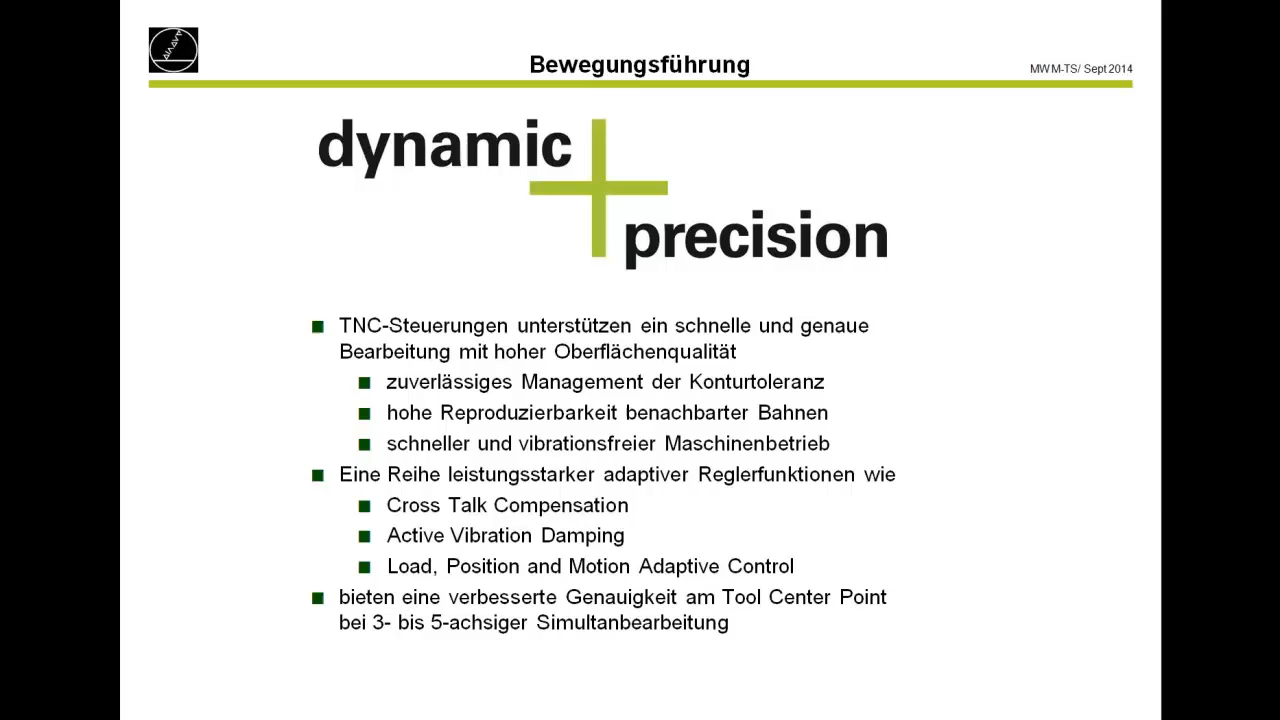 Bewegungsführung
MWM-TS/ Sept 2014
dynamic
precision
TNC-Steuerungen unterstützen ein schnelle und genaue
Bearbeitung mit hoher Oberflächenqualität
zuverlässiges Management der Konturtoleranz
hohe Reproduzierbarkeit benachbarter Bahnen
schneller und vibrationsfreier Maschinenbetrieb
Eine Reihe leistungsstarker adaptiver Reglerfunktionen wie
Cross Talk Compensation
Active Vibration Damping
Load, Position and Motion Adaptive Control
bieten eine verbesserte Genauigkeit am Tool Center Point
bei 3- bis 5-achsiger Simultanbearbeitung